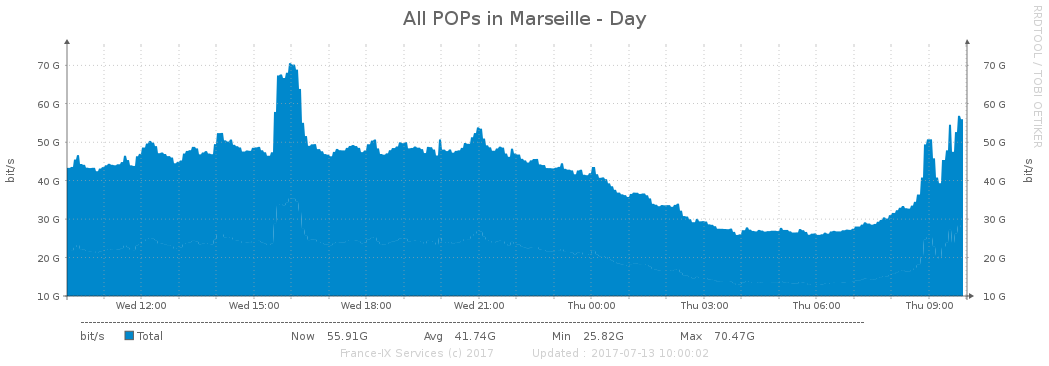 All POPs in Marseille - Day
RRDTOOL / TOBI OETIKER
bit/s
bit/s
70 G 70 G
60 G 60 G
50 G 50 G
40 G 40 G
30 G 30 G
20 G 20 G
10 G 10 G
Wed 12:00 Wed 15:00 Wed 18:00 Wed 21:00 Thu 00:00 Thu 03:00 Thu 06:00 Thu 09:00
bit/s Total Now 55.91G Avg 41.74G Min 25.82G Max 70.47G
France-IX Services (c) 2017 Updated : 2017-07-13 10:00:02